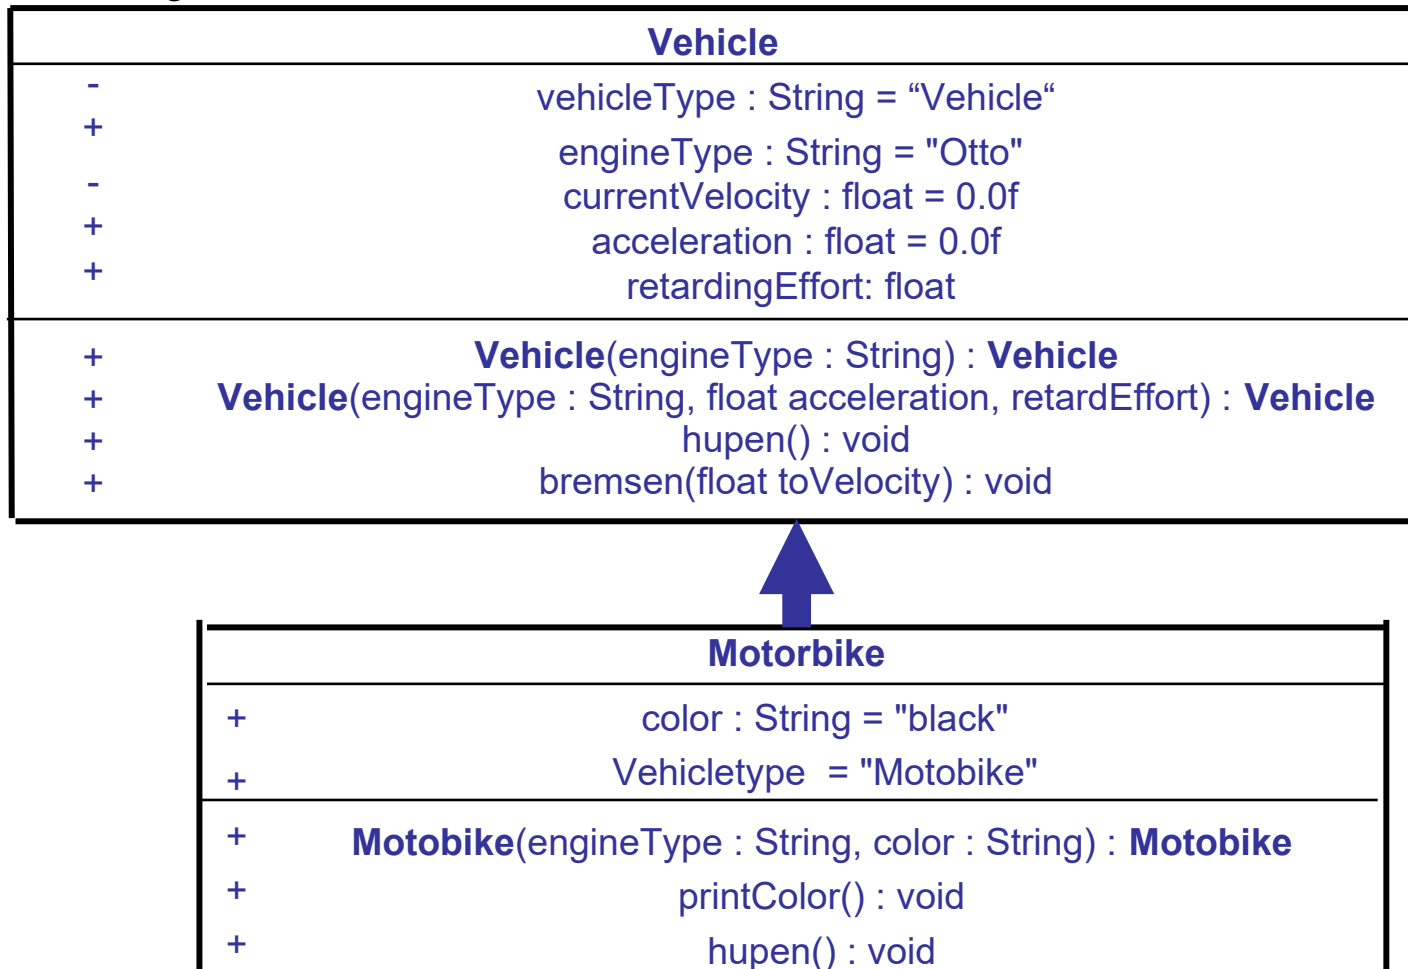 Vehicle
- vehicleType : String = “Vehicle“
+ engineType : String = "Otto"
- currentVelocity : float = 0.0f
+ acceleration : float = 0.0f
+ retardingEffort: float
+ Vehicle(engineType : String) : Vehicle
+ Vehicle(engineType : String, float acceleration, retardEffort) : Vehicle
+ hupen() : void
+ bremsen(float toVelocity) : void
Motorbike
+ color : String = "black"
+ Vehicletype = "Motobike"
+ Motobike(engineType : String, color : String) : Motobike
+ printColor() : void
+ hupen() : void